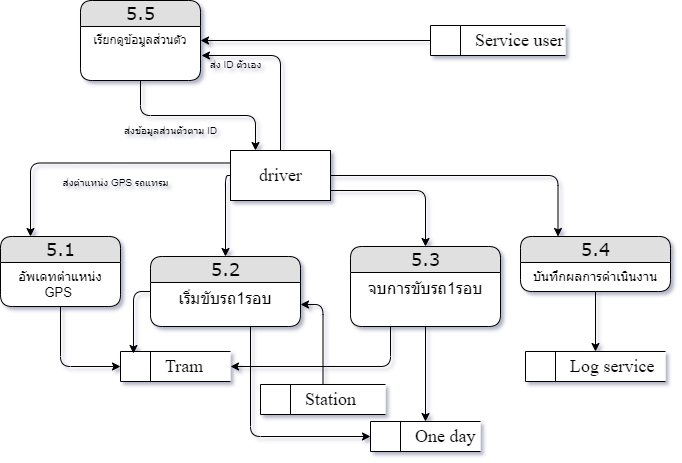 5.5
เรียกดูข้อมูลส่วนตัว
Service user
ส่ง ID ตัวเอง
ส่งข้อมูลส่วนตัวตาม ID
driver
ส่งตำแหน่ง GPS รถแทรม
5.1
อัพเดทตำแหน่ง
GPS
5.2
เริ่มขับรถ1รอบ
5.3
จบการขับรถ1รอบ
5.4
บันทึกผลการดำเนินงาน
Tram
Station
Log service
One day